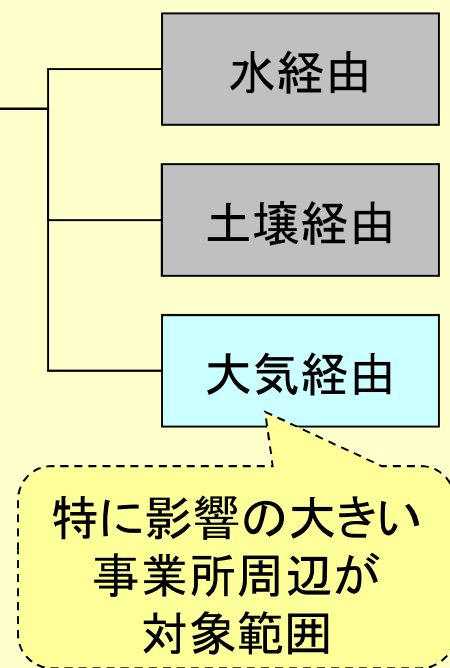 水経由
土壌経由
大気経由
特に影響の大きい
事業所周辺が
対象範囲